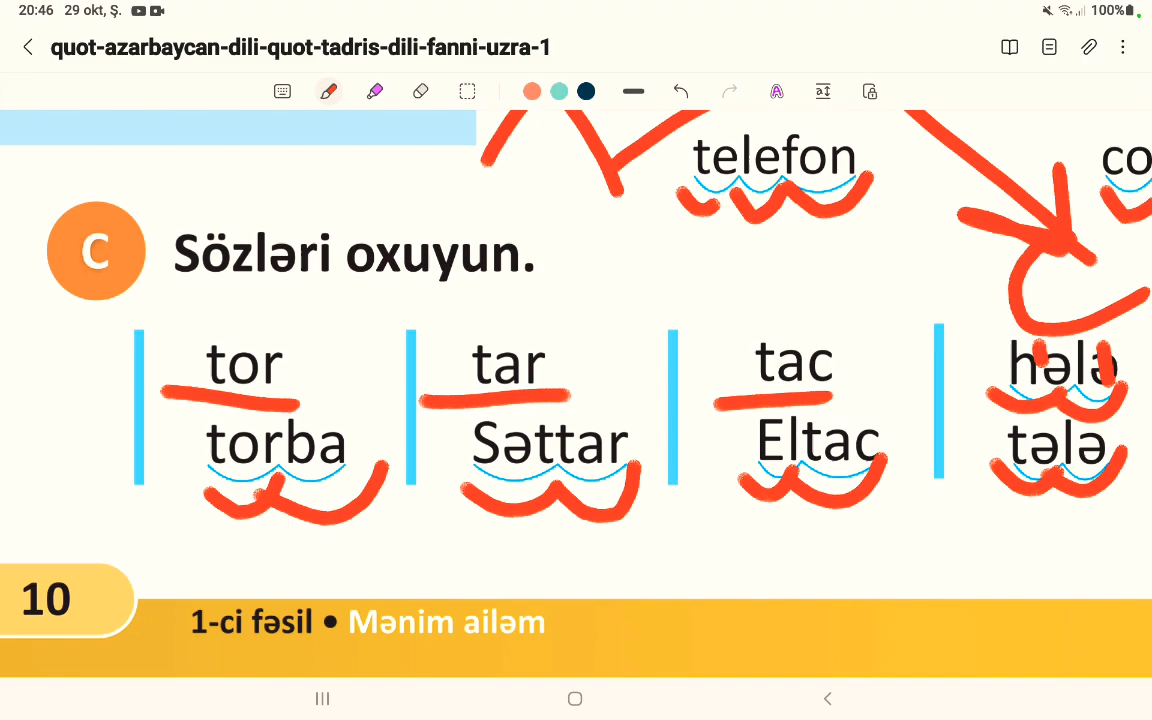 20:46 29 okt, Ş. 100%
quot-azarbaycan-dili-quot-tadris-dili-fanni-uzra-1
telefon co
C Sözləri oxuyun.
tor tar tac hələ
torba Səttar Eltac tələ
10
1-ci fəsil • Mənim ailəm